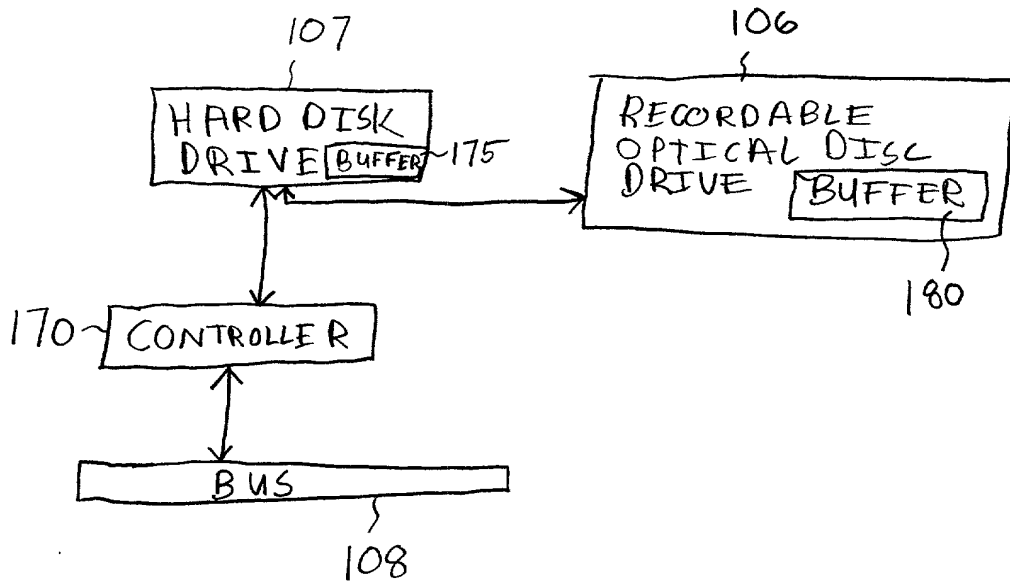 107
106
HARD DISK
DRIVE BUFFER 175
RECORDABLE
OPTICAL DISC
DRIVE BUFFER
180
170 CONTROLLER
BUS
108